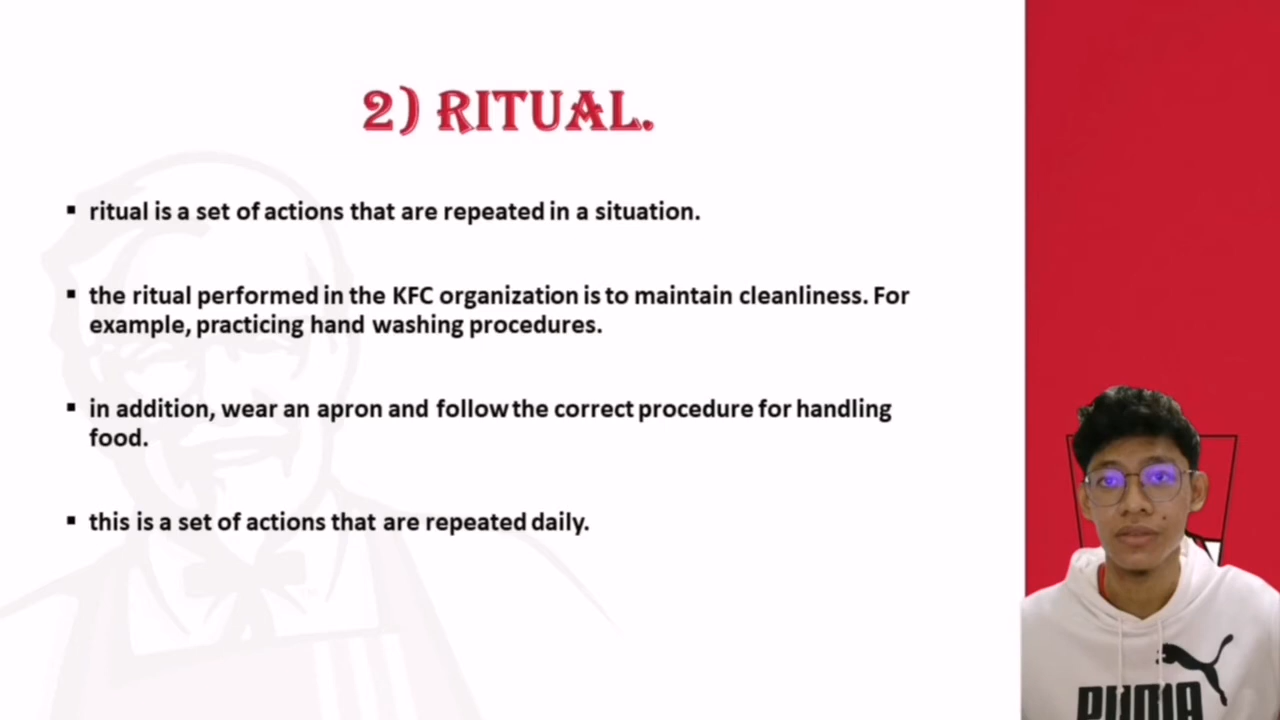 2) RITUAL.
ritual is a set of actions that are repeated in a situation.
the ritual performed in the KFC organization is to maintain cleanliness. For
example, practicing hand washing procedures.
in addition, wear an apron and follow the correct procedure for handling
food.
this is a set of actions that are repeated daily.
PUMA